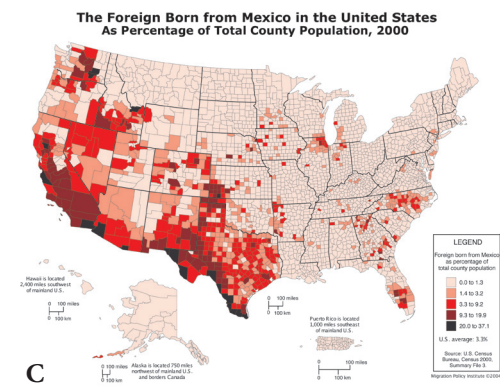 The Foreign Born from Mexico in the United States
As Percentage of Total County Population, 2000
Hawaii is located
2,400 miles southwest
of mainland U.S.
0 100 miles
0 100 km
0 100 miles
0 100 km
Puerto Rico is located
1,000 miles southeast
of mainland U.S.
0 100 miles
0 100 km
0 100 miles
0 100 km
Alaska is located 750 miles
northwest of mainland U.S.
and borders Canada
LEGEND
Foreign born from Mexico
as percentage of
total county population
0.0 to 1.3
1.4 to 3.2
3.3 to 9.2
9.3 to 19.9
20.0 to 37.1
U.S. average: 3.3%
Source: U.S. Census
Bureau, Census 2000,
Summary File 3
Migration Policy Institute ©2004
C